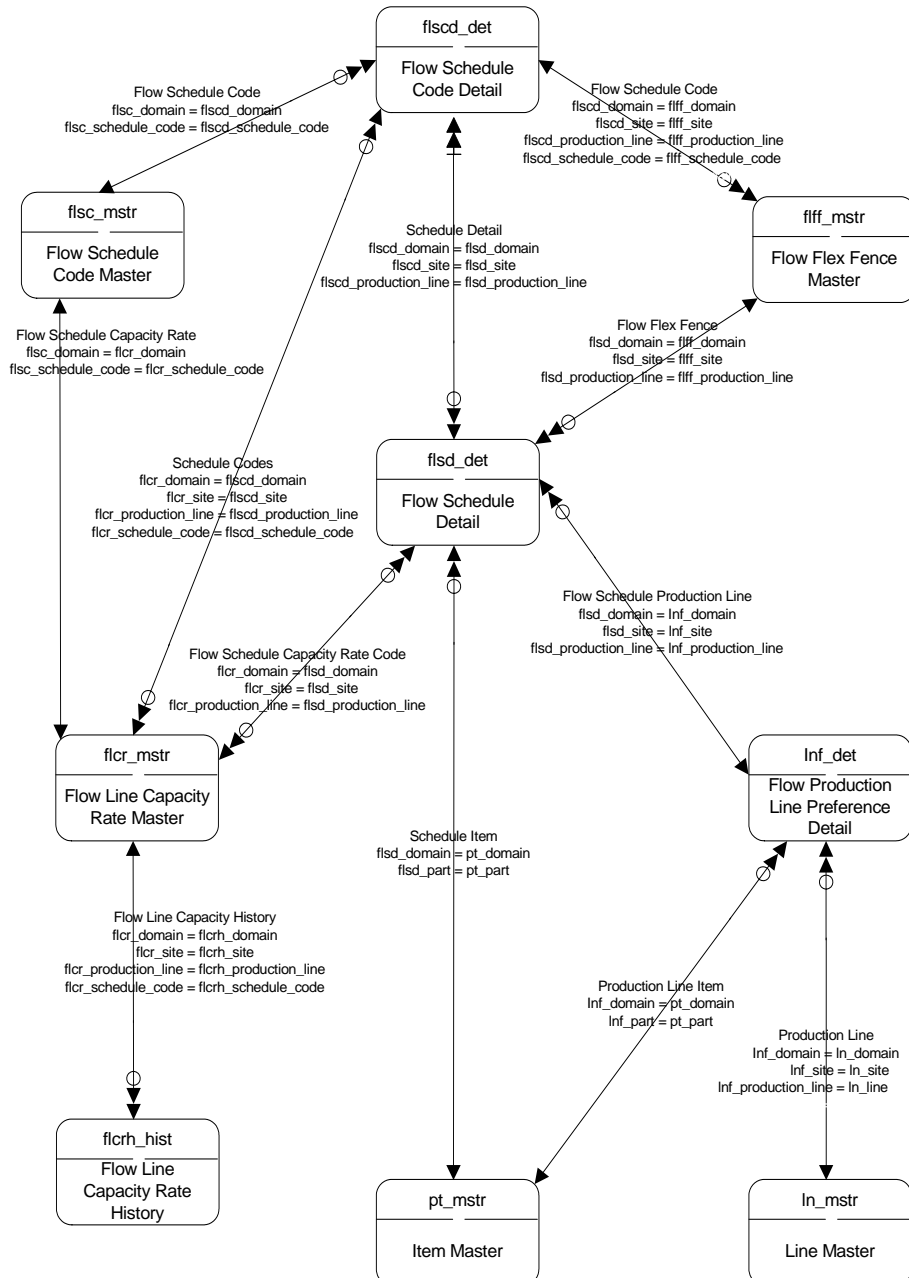 flscd_det
Flow Schedule
Code Detail
Flow Schedule Code
flsc_domain = flscd_domain
flsc_schedule_code = flscd_schedule_code
Flow Schedule Code
flscd_domain = flff_domain
flscd_site = flff_site
flscd_production_line = flff_production_line
flscd_schedule_code = flff_schedule_code
flsc_mstr
Flow Schedule
Code Master
flff_mstr
Flow Flex Fence
Master
Schedule Detail
flscd_domain = flsd_domain
flscd_site = flsd_site
flscd_production_line = flsd_production_line
Flow Schedule Capacity Rate
flsc_domain = flcr_domain
flsc_schedule_code = flcr_schedule_code
Flow Flex Fence
flsd_domain = flff_domain
flsd_site = flff_site
flsd_production_line = flff_production_line
flsd_det
Flow Schedule
Detail
Schedule Codes
flcr_domain = flscd_domain
flcr_site = flscd_site
flcr_production_line = flscd_production_line
flcr_schedule_code = flscd_schedule_code
Flow Schedule Production Line
flsd_domain = lnf_domain
flsd_site = lnf_site
flsd_production_line = lnf_production_line
Flow Schedule Capacity Rate Code
flcr_domain = flsd_domain
flcr_site = flsd_site
flcr_production_line = flsd_production_line
flcr_mstr
Flow Line Capacity
Rate Master
lnf_det
Flow Production
Line Preference
Detail
Schedule Item
flsd_domain = pt_domain
flsd_part = pt_part
Flow Line Capacity History
flcr_domain = flcrh_domain
flcr_site = flcrh_site
flcr_production_line = flcrh_production_line
flcr_schedule_code = flcrh_schedule_code
Production Line Item
lnf_domain = pt_domain
lnf_part = pt_part
Production Line
lnf_domain = ln_domain
lnf_site = ln_site
lnf_production_line = ln_line
flcrh_hist
Flow Line
Capacity Rate
History
pt_mstr
Item Master
ln_mstr
Line Master